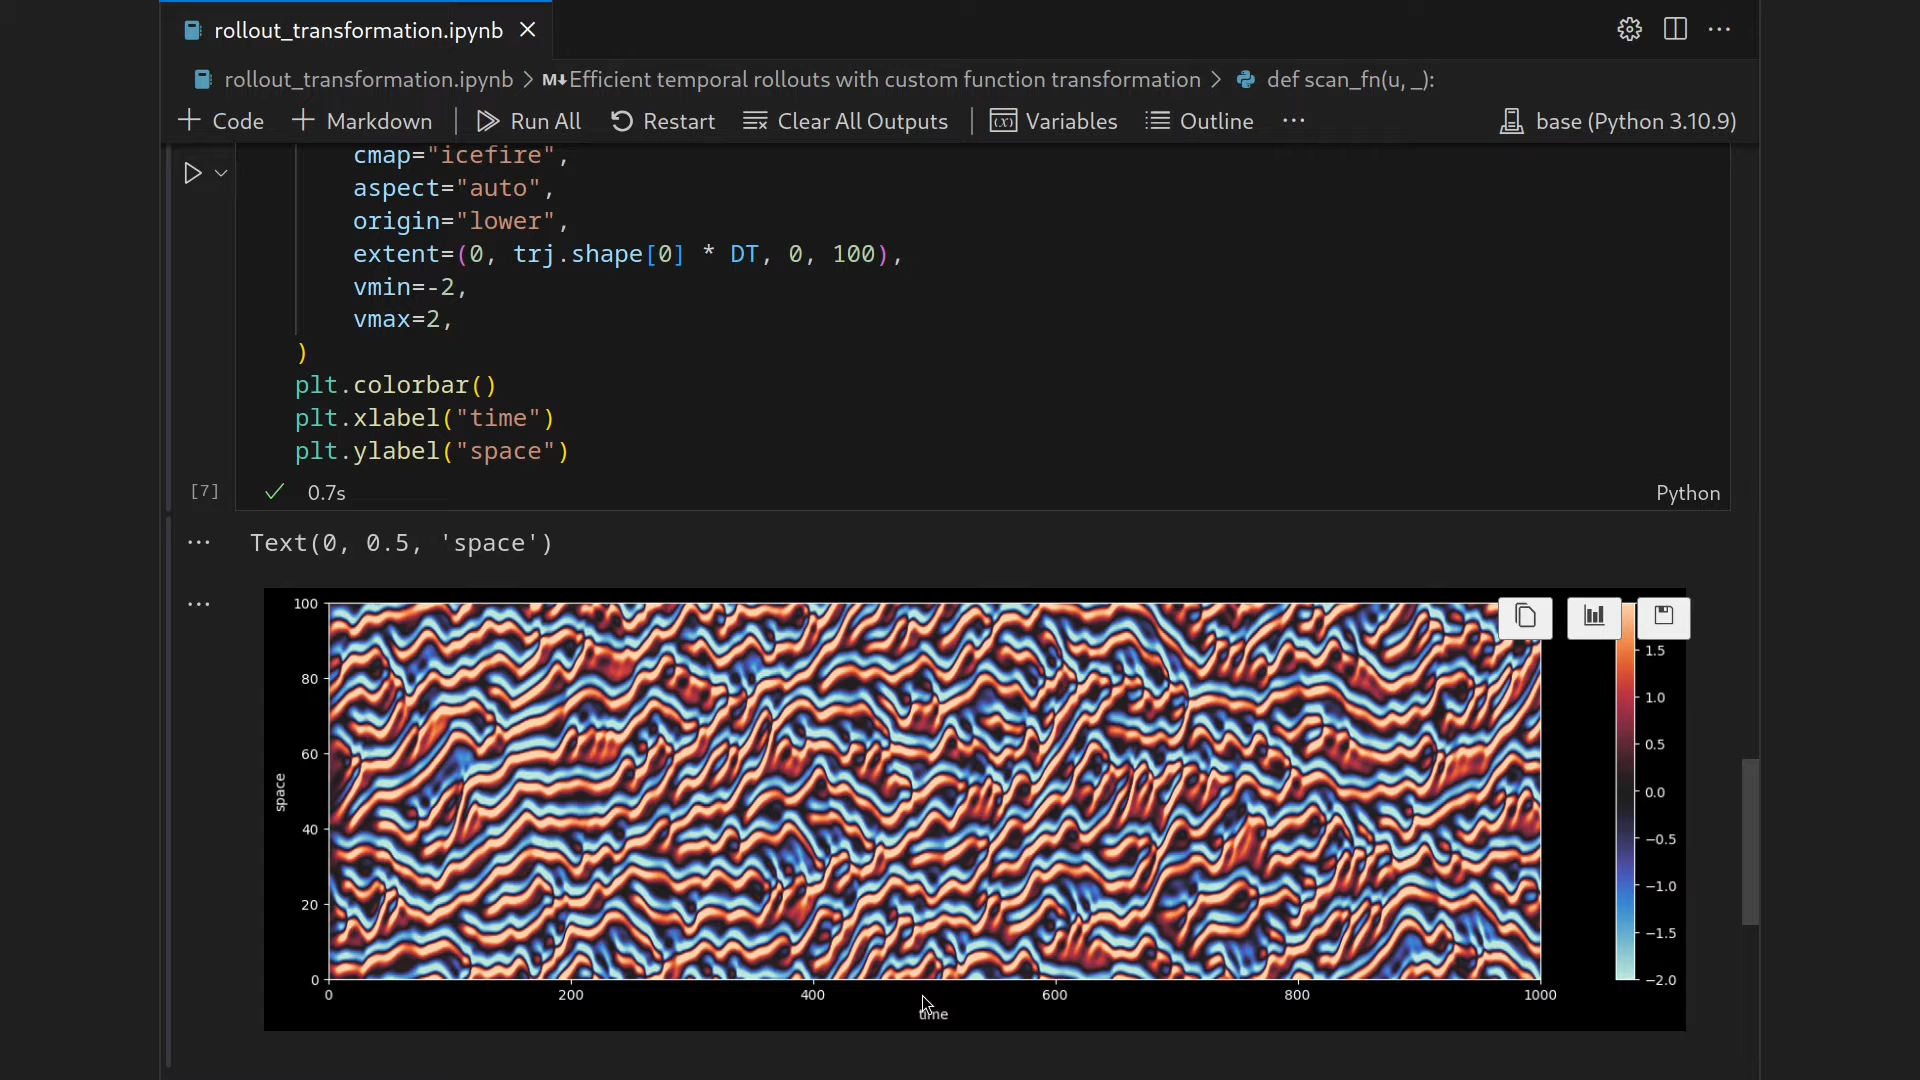 rollout_transformation.ipynb
rollout_transformation.ipynb > M↓Efficient temporal rollouts with custom function transformation > def scan_fn(u, _):
+ Code + Markdown | Run All Restart Clear All Outputs | (x) Variables Outline ··· base (Python 3.10.9)
cmap="icefire",
aspect="auto",
origin="lower",
extent=(0, trj.shape[0] * DT, 0, 100),
vmin=-2,
vmax=2,
)
plt.colorbar()
plt.xlabel("time")
plt.ylabel("space")
[7] ✓ 0.7s Python
Text(0, 0.5, 'space')
100
80
60
40
20
0
space
0 200 400 600 800 1000
time
1.5
1.0
0.5
0.0
−0.5
−1.0
−1.5
−2.0